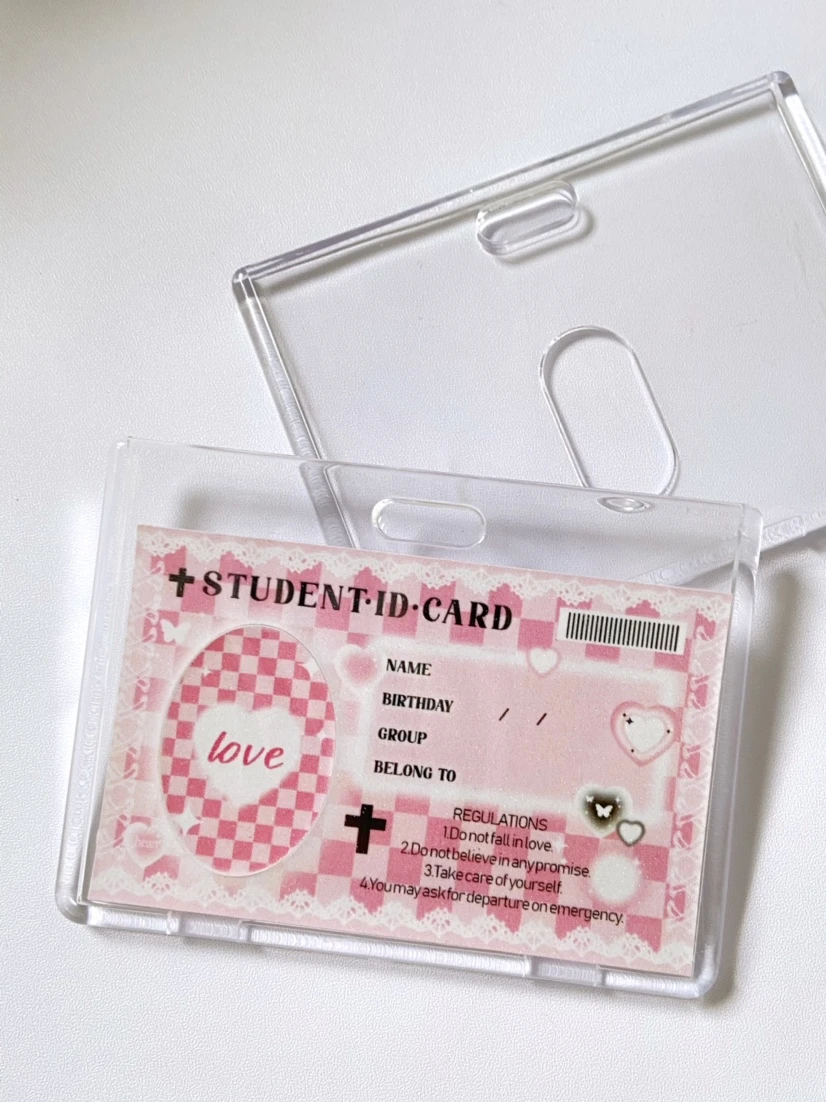 STUDENT·ID·CARD
love
NAME
BIRTHDAY / /
GROUP
BELONG TO
REGULATIONS
1.Do not fall in love.
2.Do not believe in any promise.
3.Take care of yourself.
4.You may ask for departure on emergency.